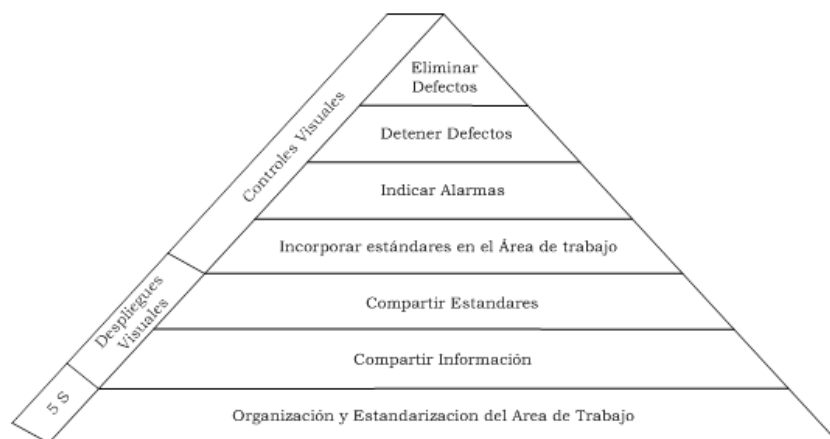 Eliminar
Defectos
Detener Defectos
Indicar Alarmas
Incorporar estándares en el Área de trabajo
Compartir Estandares
Compartir Información
Organización y Estandarizacion del Area de Trabajo
Controles Visuales
Despliegues
Visuales
5 S